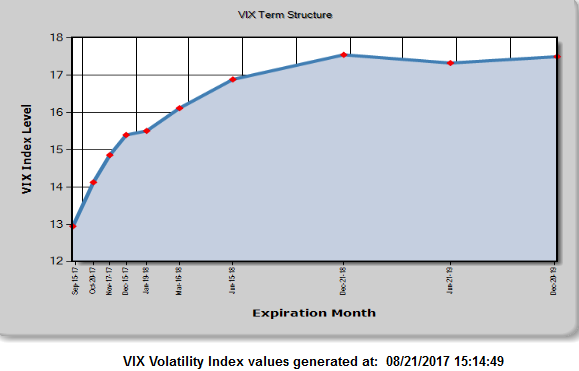 VIX Term Structure
18
17
16
15
14
13
12
VIX Index Level
Sep-15-17
Oct-20-17
Nov-17-17
Dec-15-17
Jan-19-18
Mar-16-18
Jun-15-18
Dec-21-18
Jun-21-19
Dec-20-19
Expiration Month
VIX Volatility Index values generated at: 08/21/2017 15:14:49